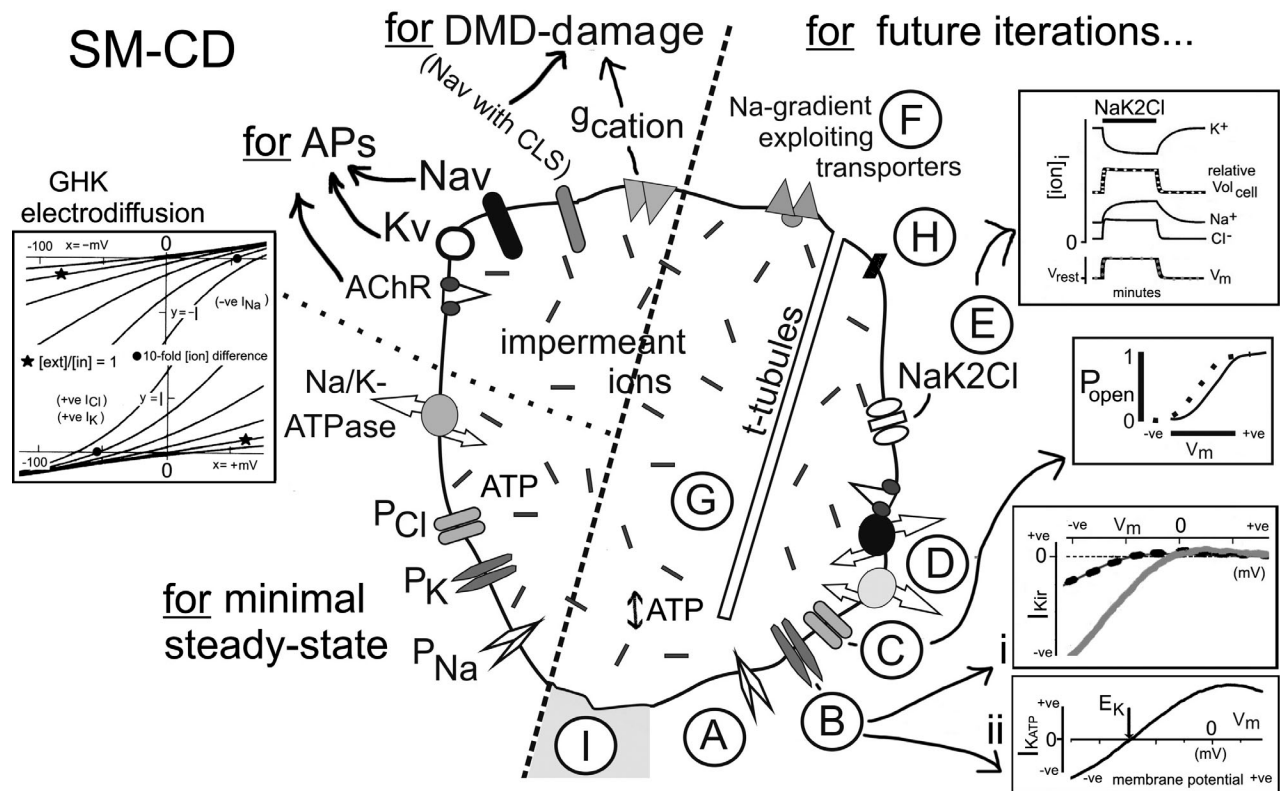 SM-CD
for DMD-damage
for future iterations...
(Nav with CLS)
gcation
Na-gradient
exploiting
transporters
F
for APs
Nav
Kv
AChR
GHK
electrodiffusion
-100
x=-mV
0
(-ve INa)
y=-I
★ [ext]/[in] = 1
●10-fold [ion] difference
(+ve ICl)
(+ve IK)
y=I
-100
0
x=+mV
impermeant
ions
t-tubules
H
E
NaK2Cl
NaK2Cl
[ion]i
K+
relative
Volcell
Na+
Cl-
0
Vrest
Vm
minutes
1
Popen
0
-ve
+ve
Vm
Na/K-
ATPase
ATP
PCl
PK
PNa
for minimal
steady-state
G
ATP
D
C
B
A
I
i
-ve
Vm
0
+ve
+ve
0
(mV)
IKir
-ve
ii
EK
+ve
0
Vm
0
(mV)
IKATP
-ve
-ve
membrane potential
+ve